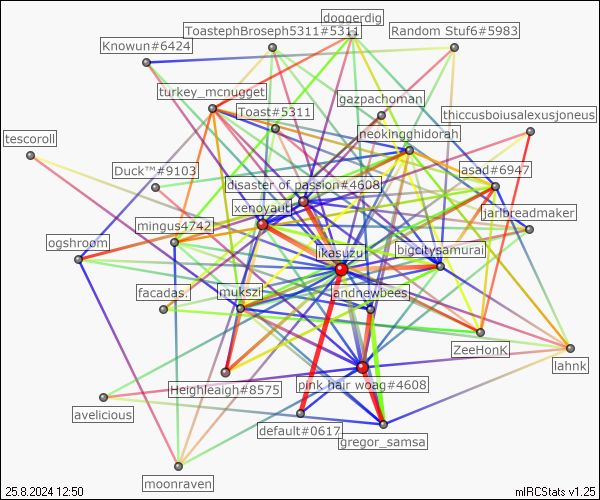 doggerdig
ToastephBroseph5311#5311
Random Stuf6#5983
Knowun#6424
turkey_mcnugget
gazpachoman
Toast#5311
thiccusboiusalexusjoneus
neokingghidorah
tescoroll
Duck™#9103
asad#6947
disaster of passion#4608
xenoyaut
jarlbreadmaker
mingus4742
ogshroom
ikasuzu
bigcitysamurai
facadas.
mukszi
andnewbees
ZeeHonK
lahnk
Heighleigh#8575
pink hair woag#4608
avelicious
default#0617
gregor_samsa
moonraven
25.8.2024 12:50
mIRCStats v1.25